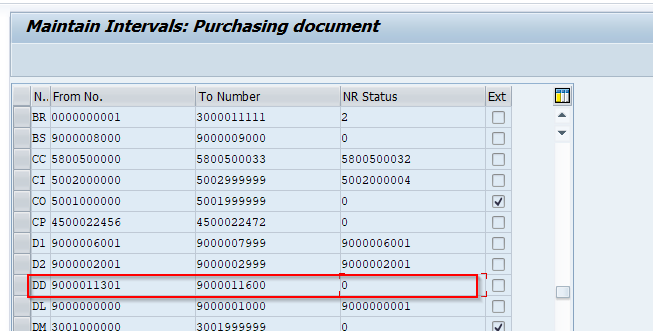 Maintain Intervals: Purchasing document
N.. From No. To Number NR Status Ext
BR 0000000001 3000011111 2
BS 9000008000 9000009000 0
CC 5800500000 5800500033 5800500032
CI 5002000000 5002999999 5002000004
CO 5001000000 5001999999 0
CP 4500022456 4500022472 0
D1 9000006001 9000007999 9000006001
D2 9000002001 9000002999 9000002001
DD 9000011301 9000011600 0
DL 9000000000 9000001000 9000000001
DM 3001000000 3001999999 0